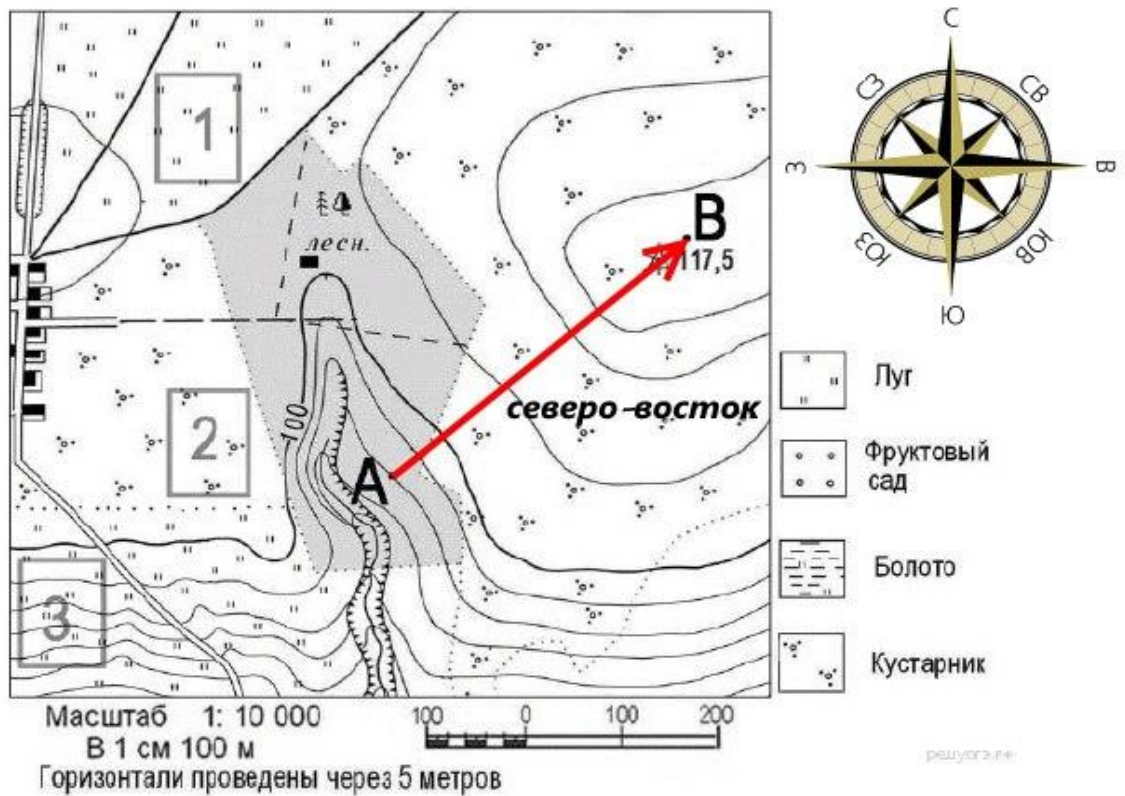 1
лесн.
В
117,5
100
северо-восток
2
А
3
С
СВ
В
ЮВ
Ю
ЮЗ
З
СЗ
Луг
Фруктовый
сад
Болото
Кустарник
Масштаб 1: 10 000
В 1 см 100 м
100 0 100 200
Горизонтали проведены через 5 метров
решуогэ.рф